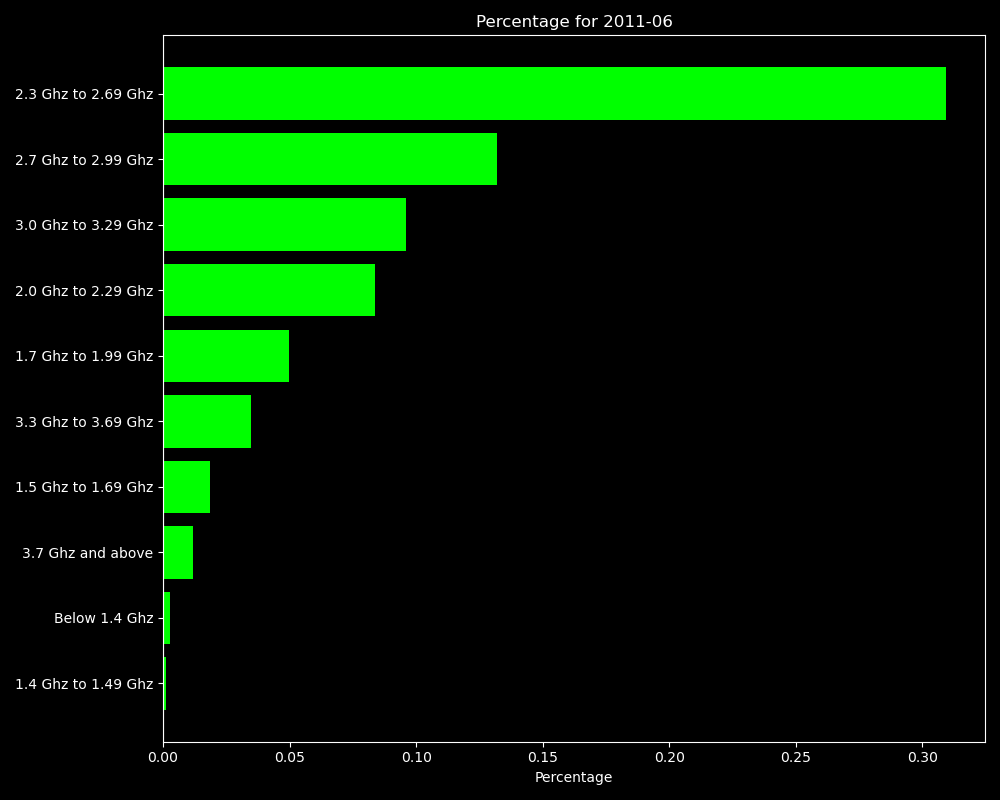 Percentage for 2011-06
2.3 Ghz to 2.69 Ghz
2.7 Ghz to 2.99 Ghz
3.0 Ghz to 3.29 Ghz
2.0 Ghz to 2.29 Ghz
1.7 Ghz to 1.99 Ghz
3.3 Ghz to 3.69 Ghz
1.5 Ghz to 1.69 Ghz
3.7 Ghz and above
Below 1.4 Ghz
1.4 Ghz to 1.49 Ghz
0.00 0.05 0.10 0.15 0.20 0.25 0.30
Percentage